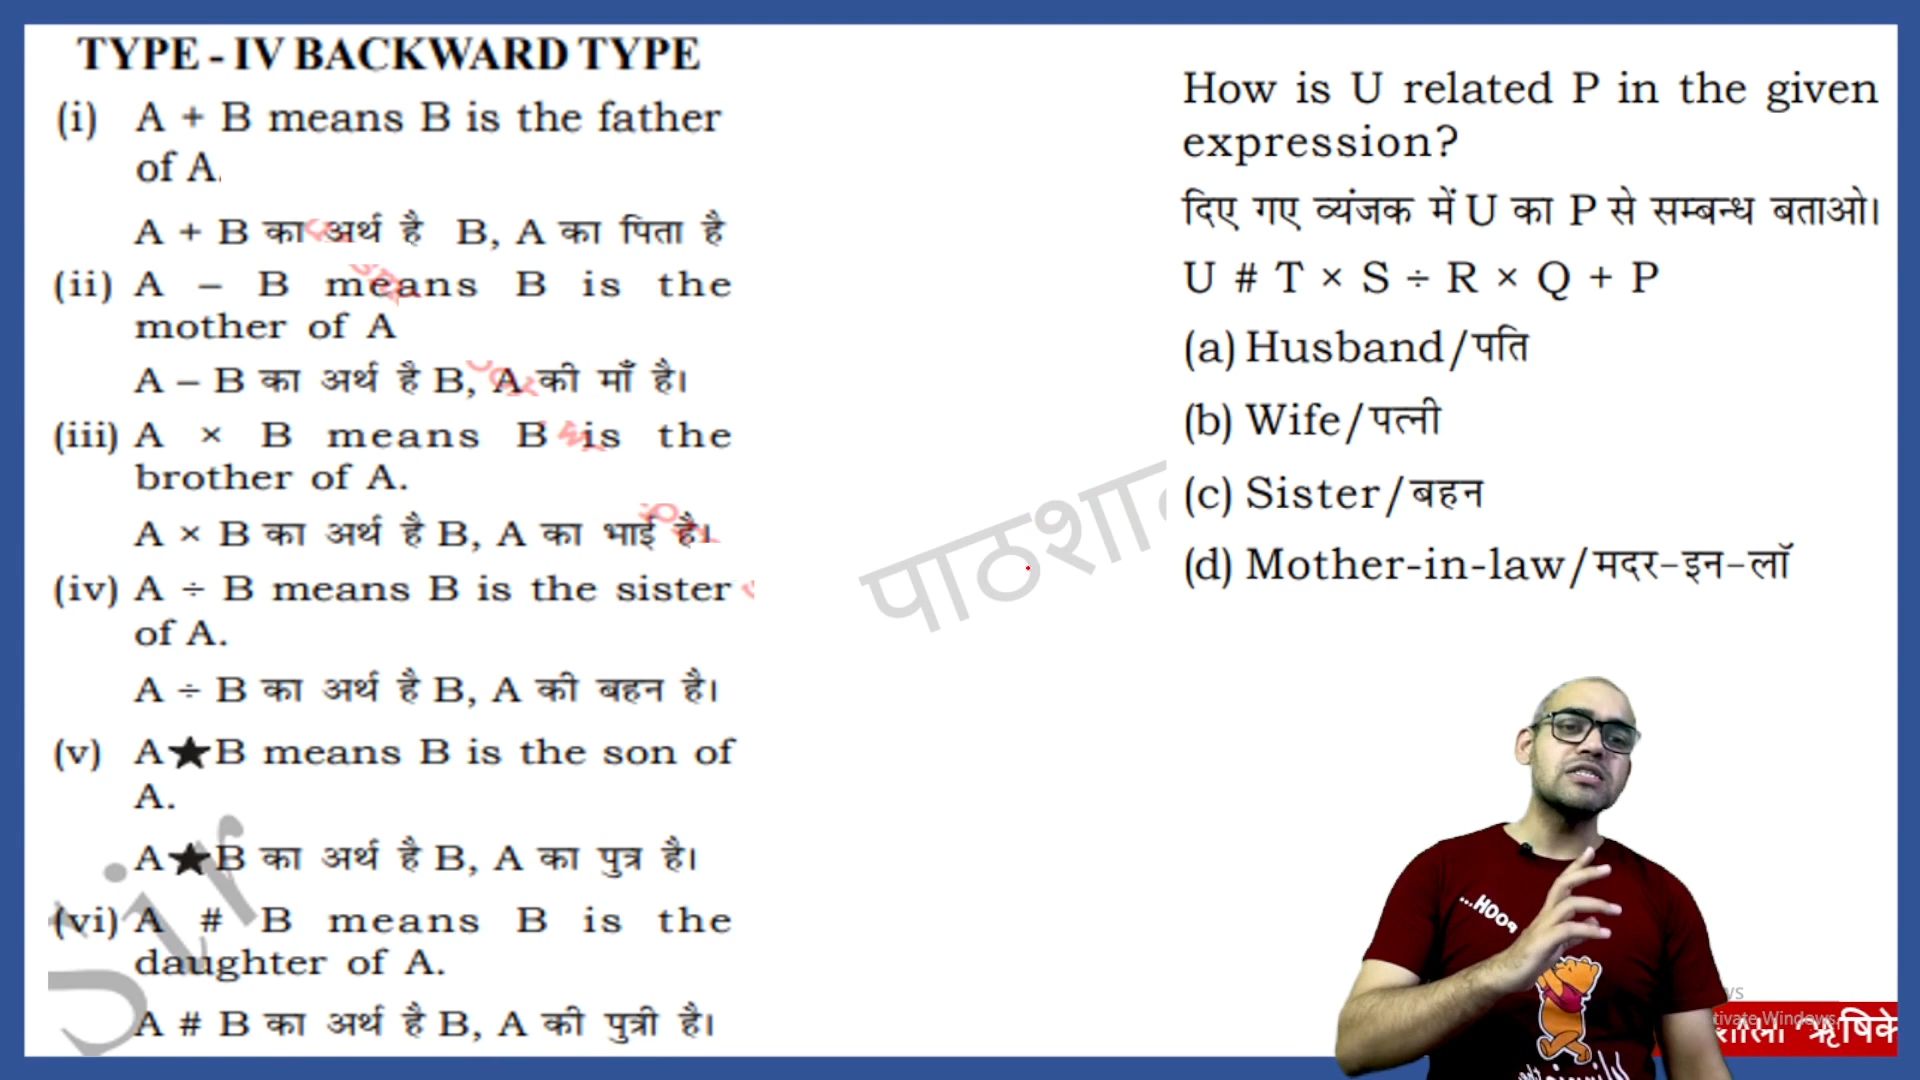 TYPE - IV BACKWARD TYPE
(i) A + B means B is the father
of A.
A + B का अर्थ है B, A का पिता है
(ii) A – B means B is the
mother of A
A – B का अर्थ है B, A की माँ है।
(iii) A × B means B is the
brother of A.
A × B का अर्थ है B, A का भाई है।
(iv) A ÷ B means B is the sister
of A.
A ÷ B का अर्थ है B, A की बहन है।
(v) A★B means B is the son of
A.
A★B का अर्थ है B, A का पुत्र है।
(vi) A # B means B is the
daughter of A.
A # B का अर्थ है B, A की पुत्री है।
Sir
How is U related P in the given
expression?
दिए गए व्यंजक में U का P से सम्बन्ध बताओ।
U # T × S ÷ R × Q + P
(a) Husband/पति
(b) Wife/पत्नी
(c) Sister/बहन
(d) Mother-in-law/मदर-इन-लॉ